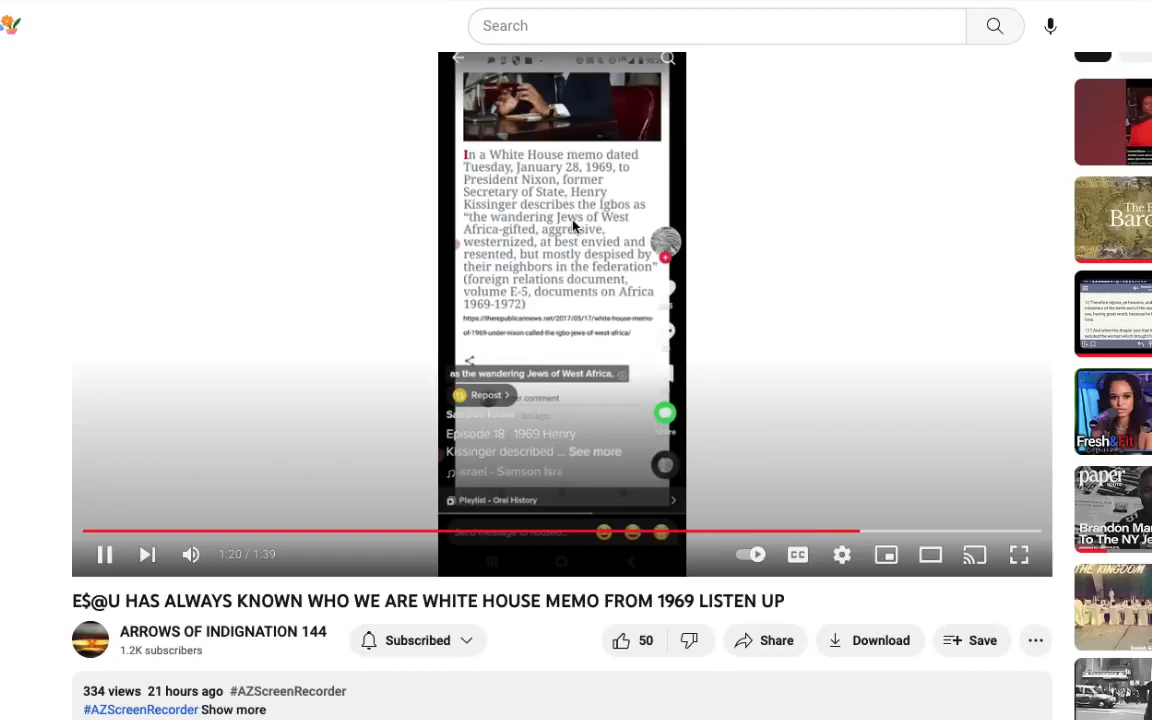 Search
In a White House memo dated
Tuesday, January 28, 1969, to
President Nixon, former
Secretary of State, Henry
Kissinger describes the Igbos as
“the wandering Jews of West
Africa-gifted, aggressive,
westernized, at best envied and
resented, but mostly despised by
their neighbors in the federation”
(foreign relations document,
volume E-5, documents on Africa
1969-1972)
https://therepublicannews.net/2017/05/17/white-house-memo-
of-1969-under-nixon-called-the-igbo-jews-of-west-africa/
as the wandering Jews of West Africa,
Repost >
comment
Episode 18 1969 Henry
Kissinger described ... See more
Israel - Samson Isra
Share
Playlist • Oral History
1:20 / 1:39
CC
E$@U HAS ALWAYS KNOWN WHO WE ARE WHITE HOUSE MEMO FROM 1969 LISTEN UP
ARROWS OF INDIGNATION 144
1.2K subscribers
Subscribed
50
Share
Download
Save
334 views 21 hours ago #AZScreenRecorder
#AZScreenRecorder Show more
The E
Baro
Fresh&Fit
paper
Brandon Ma
To The NY Je
THE KINGDOM